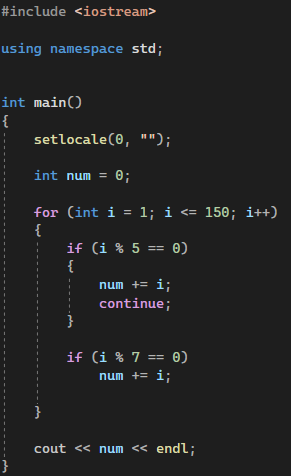 #include <iostream>
using namespace std;
int main()
{
setlocale(0, "");
int num = 0;
for (int i = 1; i <= 150; i++)
{
if (i % 5 == 0)
{
num += i;
continue;
}
if (i % 7 == 0)
num += i;
}
cout << num << endl;
}